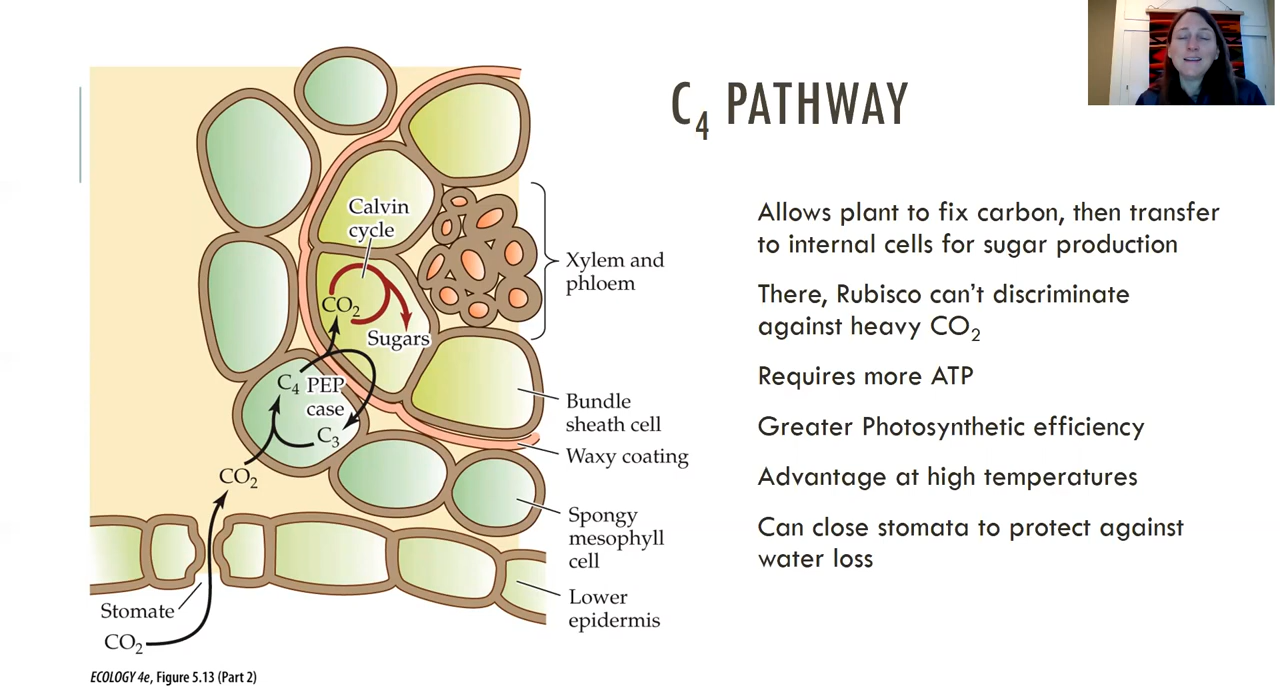 C4 PATHWAY
Allows plant to fix carbon, then transfer
to internal cells for sugar production
There, Rubisco can’t discriminate
against heavy CO2
Requires more ATP
Greater Photosynthetic efficiency
Advantage at high temperatures
Can close stomata to protect against
water loss
Calvin
cycle
CO2
Sugars
C4
PEP
case
C3
CO2
Stomate
CO2
Xylem and
phloem
Bundle
sheath cell
Waxy coating
Spongy
mesophyll
cell
Lower
epidermis
ECOLOGY 4e, Figure 5.13 (Part 2)